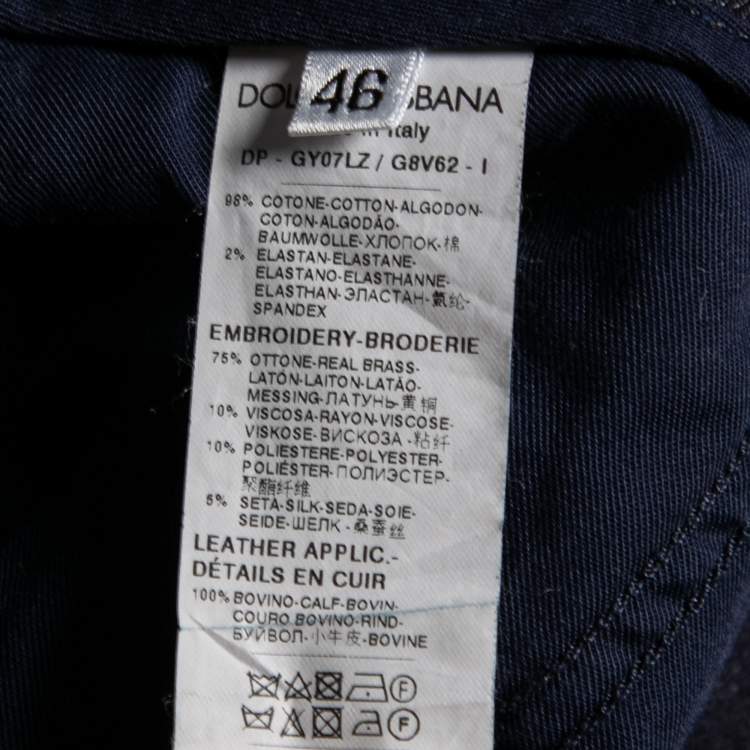 46
DOL BBANA
in Italy
DP - GY07LZ / G8V62 - I
98% COTONE-COTTON-ALGODON-
COTON-ALGODÃO-
BAUMWOLLE-ХЛОПОК-棉
2% ELASTAN-ELASTANE-
ELASTANO-ELASTHANNE-
ELASTHAN-ЭЛАСТАН-氨纶-
SPANDEX
EMBROIDERY-BRODERIE
75% OTTONE-REAL BRASS-
LATÓN-LAITON-LATÃO-
MESSING-ЛАТУНЬ-黄铜
10% VISCOSA-RAYON-VISCOSE-
VISKOSE-ВИСКОЗА -粘纤
10% POLIESTERE-POLYESTER-
POLIÉSTER-ПОЛИЭСТЕР-
聚酯纤维
5% SETA-SILK-SEDA-SOIE-
SEIDE-ШЕЛК -桑蚕丝
LEATHER APPLIC.-
DÉTAILS EN CUIR
100% BOVINO-CALF-BOVIN-
COURO BOVINO-RIND-
БУЙВОЛ-小牛皮-BOVINE
F
F